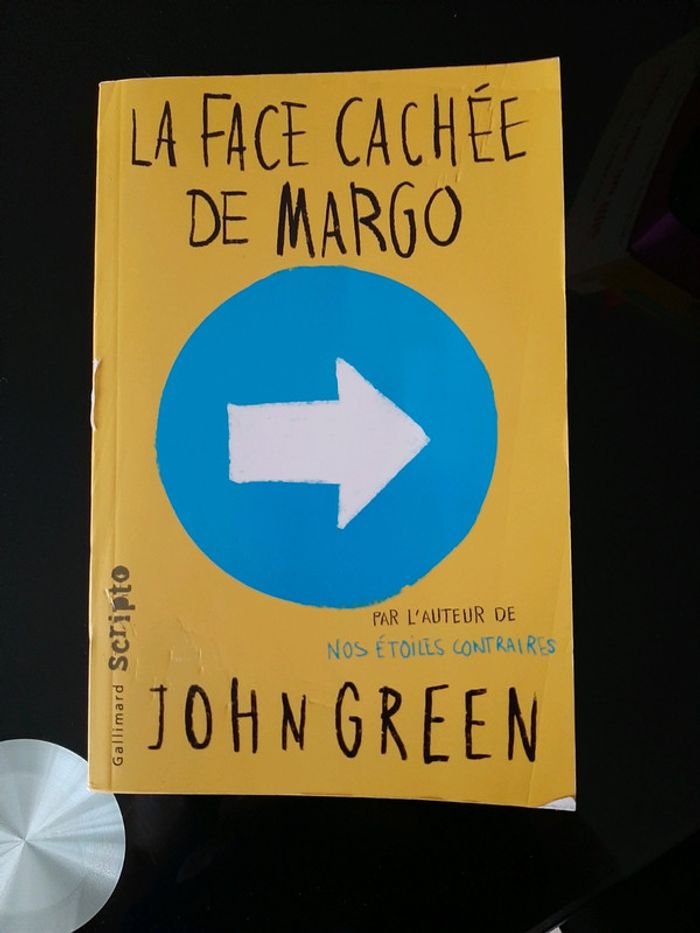 LA FACE CACHÉE
DE MARGO
PAR L'AUTEUR DE
NOS ÉTOILES CONTRAIRES
JOHN GREEN
Gallimard scripto